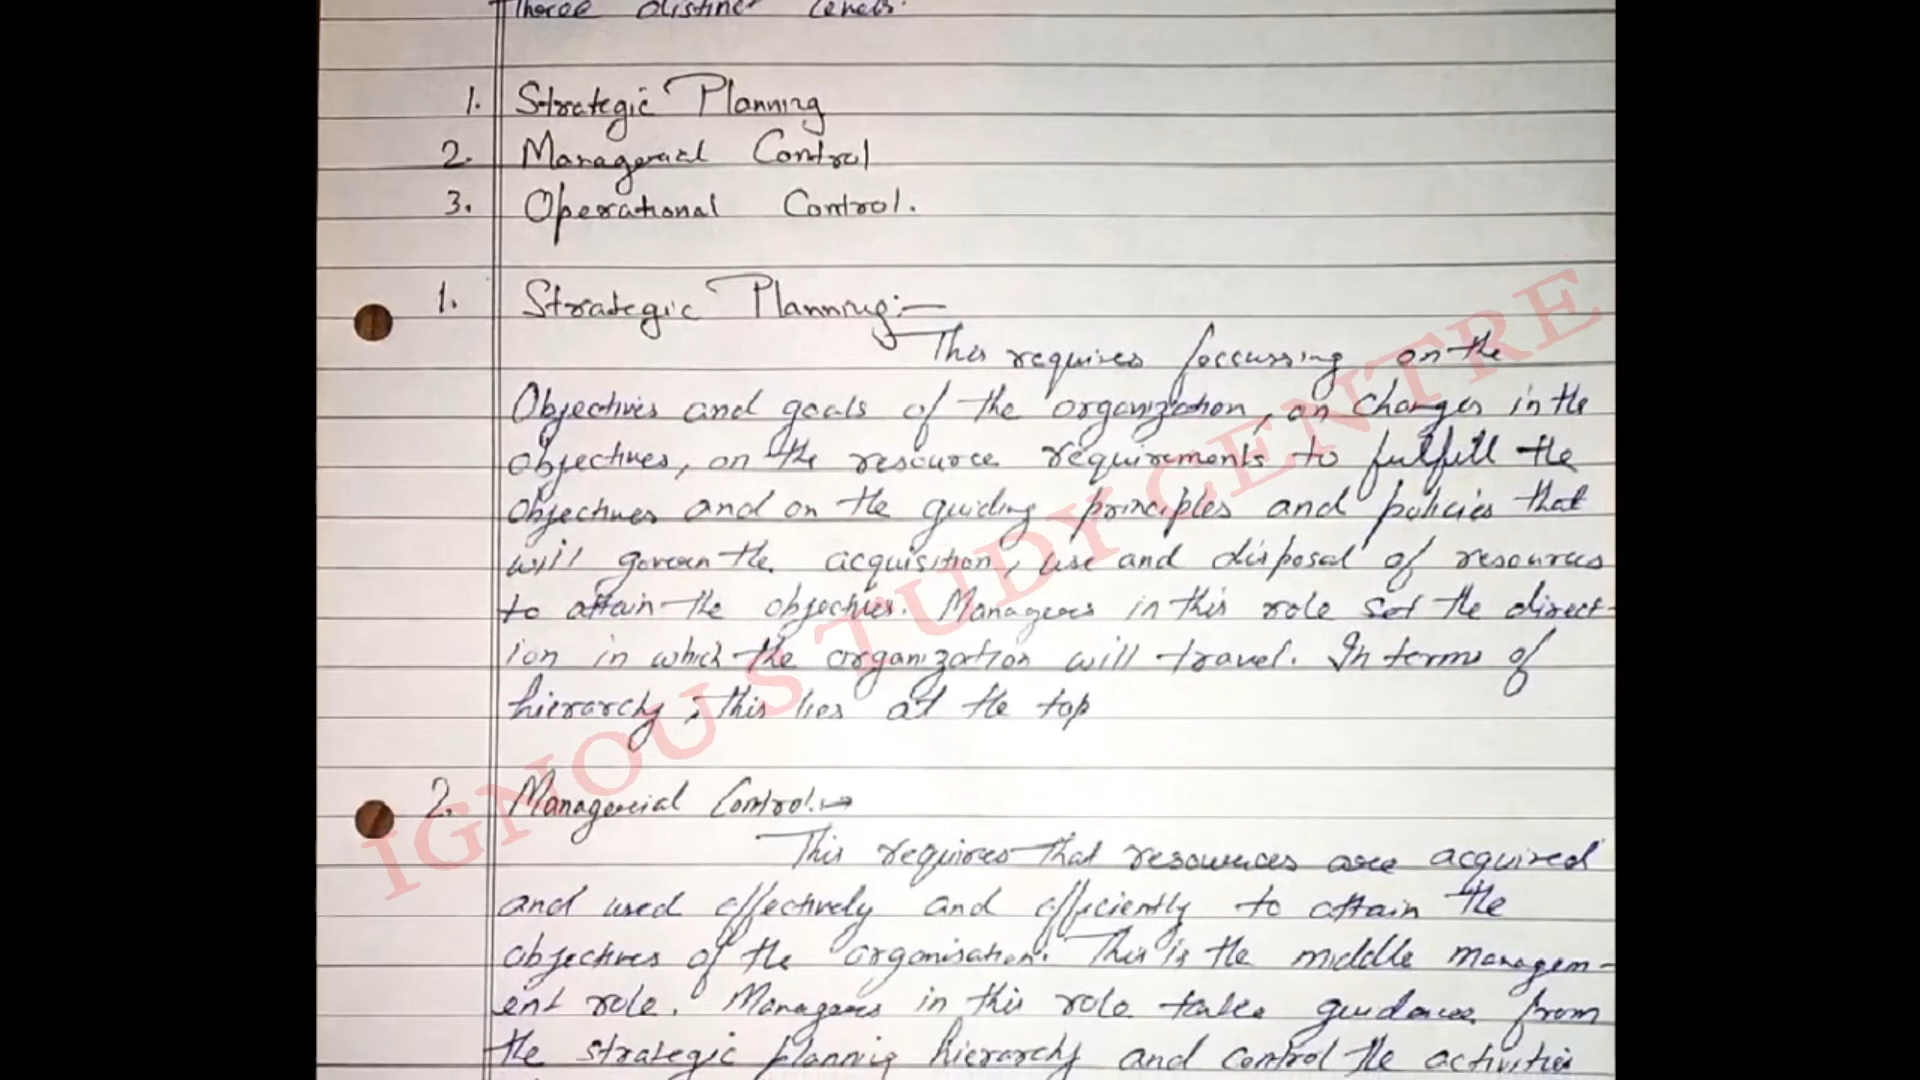 three distinct levels.
1. Strategic Planning
2. Managerial Control
3. Operational Control.
1. Strategic Planning:—
This requires foccussing on the
Objectives and goals of the organization, on changes in the
objectives, on the resource requirements to fulfill the
objectives and on the guiding principles and policies that
will govern the acquisition, use and disposal of resources
to attain the objectives. Managers in this role set the direct-
ion in which the organization will travel. In terms of
hierarchy, this lies at the top
2. Managerial Control.→
This requires that resources are acquired
and used effectively and efficiently to attain the
objectives of the organisation. This is the middle managem-
ent role. Managers in this role take guidance from
the strategic plannig hierarchy and control the activities
IGNOU STUDY CENTRE